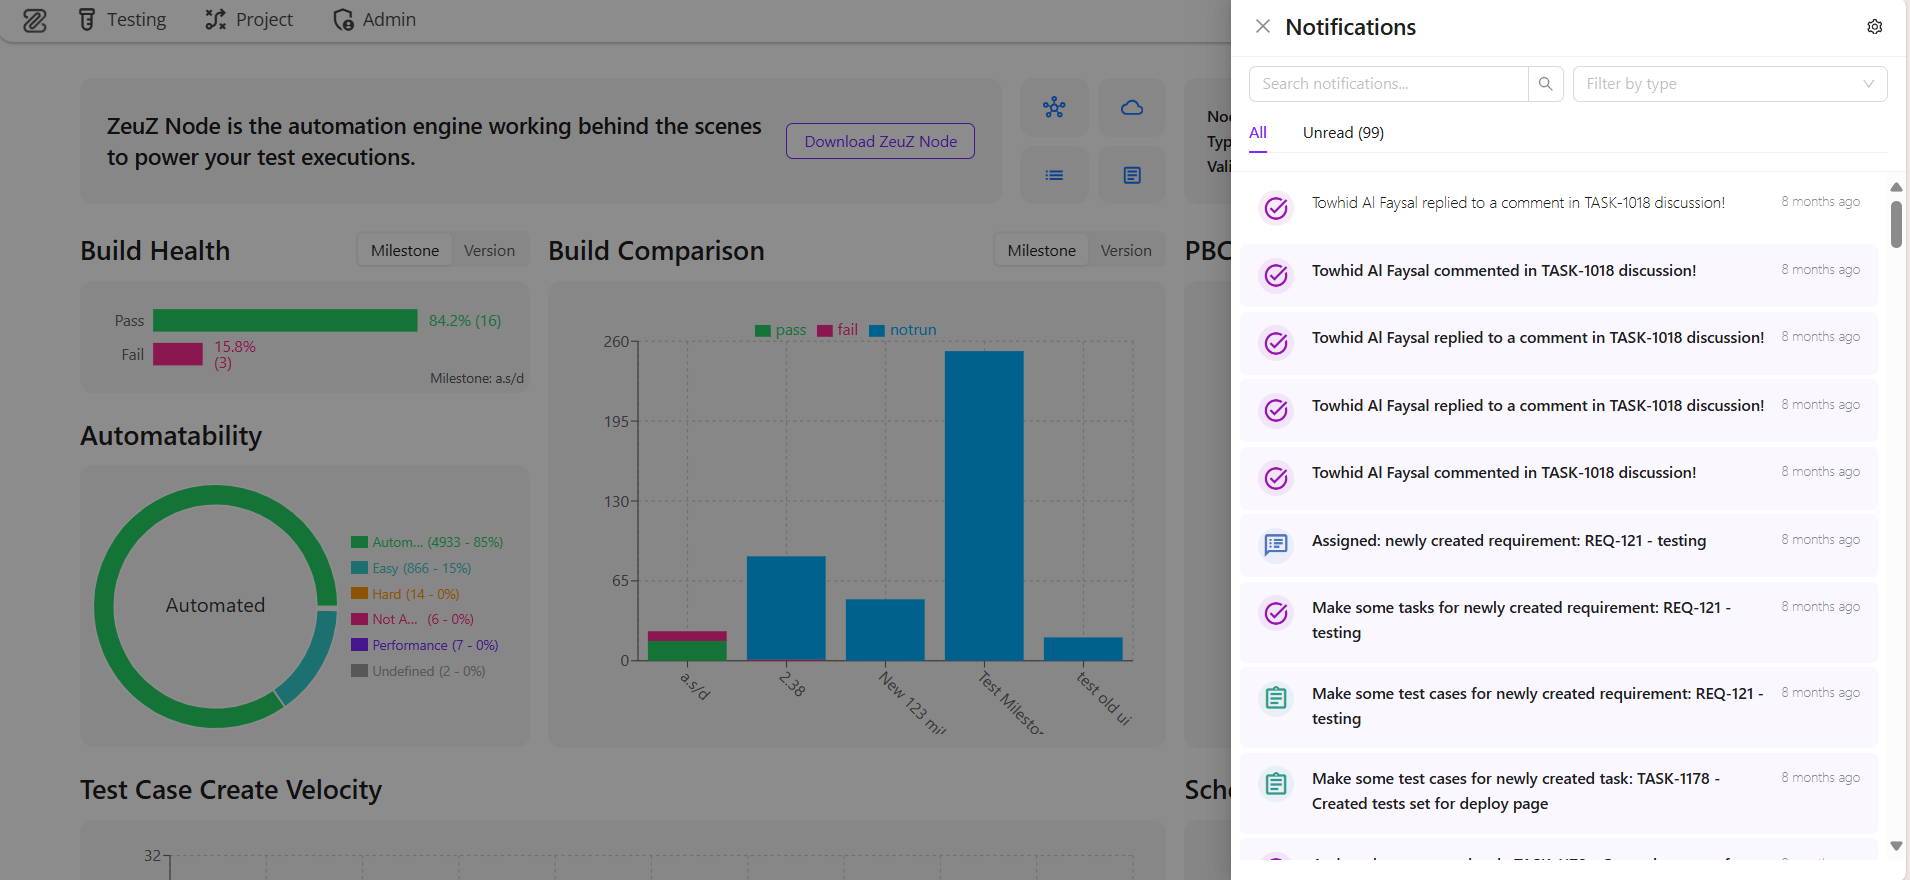 Testing
Project
Admin
ZeuZ Node is the automation engine working behind the scenes
to power your test executions.
Download ZeuZ Node
Build Health
Milestone
Version
Pass
84.2% (16)
Fail
15.8%
(3)
Milestone: a.s/d
Automatability
Automated
Autom... (4933 - 85%)
Easy (866 - 15%)
Hard (14 - 0%)
Not A... (6 - 0%)
Performance (7 - 0%)
Undefined (2 - 0%)
Build Comparison
Milestone
Version
pass
fail
notrun
260
195
130
65
0
a.s/d
2.38
New 123 mil
Test Milesto
test old ui
PBC
Test Case Create Velocity
32
Notifications
Search notifications...
Filter by type
All
Unread (99)
Towhid Al Faysal replied to a comment in TASK-1018 discussion!
8 months ago
Towhid Al Faysal commented in TASK-1018 discussion!
8 months ago
Towhid Al Faysal replied to a comment in TASK-1018 discussion!
8 months ago
Towhid Al Faysal replied to a comment in TASK-1018 discussion!
8 months ago
Towhid Al Faysal commented in TASK-1018 discussion!
8 months ago
Assigned: newly created requirement: REQ-121 - testing
8 months ago
Make some tasks for newly created requirement: REQ-121 -
testing
8 months ago
Make some test cases for newly created requirement: REQ-121 -
testing
8 months ago
Make some test cases for newly created task: TASK-1178 -
Created tests set for deploy page
8 months ago